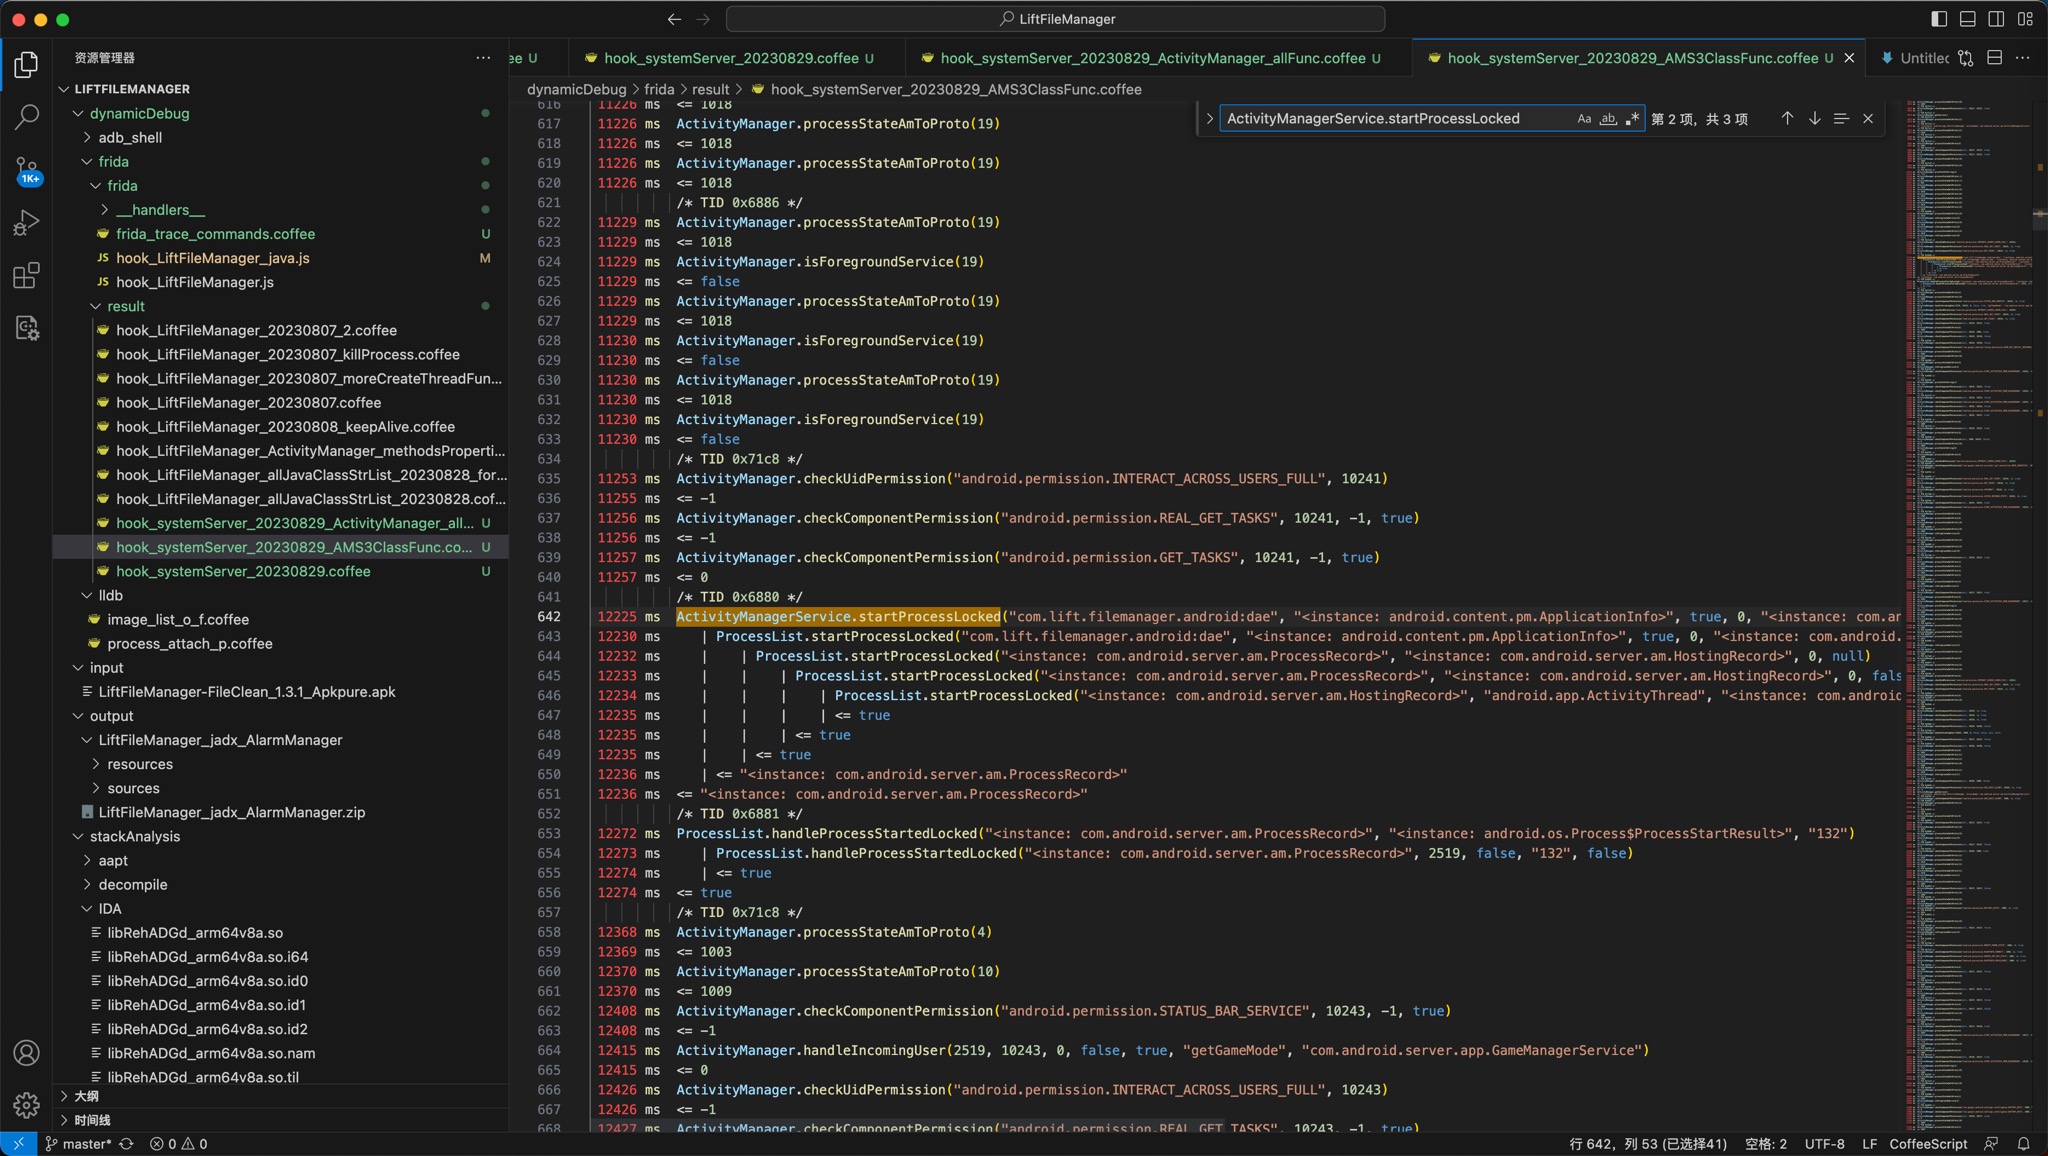 LiftFileManager
资源管理器
LIFTFILEMANAGER
dynamicDebug
adb_shell
frida
frida
__handlers__
frida_trace_commands.coffee U
JS hook_LiftFileManager_java.js M
JS hook_LiftFileManager.js
result
hook_LiftFileManager_20230807_2.coffee
hook_LiftFileManager_20230807_killProcess.coffee
hook_LiftFileManager_20230807_moreCreateThreadFun...
hook_LiftFileManager_20230807.coffee
hook_LiftFileManager_20230808_keepAlive.coffee
hook_LiftFileManager_ActivityManager_methodsProperti...
hook_LiftFileManager_allJavaClassStrList_20230828_for...
hook_LiftFileManager_allJavaClassStrList_20230828.cof...
hook_systemServer_20230829_ActivityManager_all... U
hook_systemServer_20230829_AMS3ClassFunc.co... U
hook_systemServer_20230829.coffee U
lldb
image_list_o_f.coffee
process_attach_p.coffee
input
LiftFileManager-FileClean_1.3.1_Apkpure.apk
output
LiftFileManager_jadx_AlarmManager
resources
sources
LiftFileManager_jadx_AlarmManager.zip
stackAnalysis
aapt
decompile
IDA
libRehADGd_arm64v8a.so
libRehADGd_arm64v8a.so.i64
libRehADGd_arm64v8a.so.id0
libRehADGd_arm64v8a.so.id1
libRehADGd_arm64v8a.so.id2
libRehADGd_arm64v8a.so.nam
libRehADGd_arm64v8a.so.til
大纲
时间线
1K+
ee U hook_systemServer_20230829.coffee U hook_systemServer_20230829_ActivityManager_allFunc.coffee U hook_systemServer_20230829_AMS3ClassFunc.coffee U Untitlec
dynamicDebug > frida > result > hook_systemServer_20230829_AMS3ClassFunc.coffee
ActivityManagerService.startProcessLocked Aa ab .* 第 2 项，共 3 项
616 11226 ms <= 1018
617 11226 ms ActivityManager.processStateAmToProto(19)
618 11226 ms <= 1018
619 11226 ms ActivityManager.processStateAmToProto(19)
620 11226 ms <= 1018
621 /* TID 0x6886 */
622 11229 ms ActivityManager.processStateAmToProto(19)
623 11229 ms <= 1018
624 11229 ms ActivityManager.isForegroundService(19)
625 11229 ms <= false
626 11229 ms ActivityManager.processStateAmToProto(19)
627 11229 ms <= 1018
628 11230 ms ActivityManager.isForegroundService(19)
629 11230 ms <= false
630 11230 ms ActivityManager.processStateAmToProto(19)
631 11230 ms <= 1018
632 11230 ms ActivityManager.isForegroundService(19)
633 11230 ms <= false
634 /* TID 0x71c8 */
635 11253 ms ActivityManager.checkUidPermission("android.permission.INTERACT_ACROSS_USERS_FULL", 10241)
636 11255 ms <= -1
637 11256 ms ActivityManager.checkComponentPermission("android.permission.REAL_GET_TASKS", 10241, -1, true)
638 11256 ms <= -1
639 11257 ms ActivityManager.checkComponentPermission("android.permission.GET_TASKS", 10241, -1, true)
640 11257 ms <= 0
641 /* TID 0x6880 */
642 12225 ms ActivityManagerService.startProcessLocked("com.lift.filemanager.android:dae", "<instance: android.content.pm.ApplicationInfo>", true, 0, "<instance: com.ar
643 12230 ms | ProcessList.startProcessLocked("com.lift.filemanager.android:dae", "<instance: android.content.pm.ApplicationInfo>", true, 0, "<instance: com.android.
644 12232 ms | | ProcessList.startProcessLocked("<instance: com.android.server.am.ProcessRecord>", "<instance: com.android.server.am.HostingRecord>", 0, null)
645 12233 ms | | | ProcessList.startProcessLocked("<instance: com.android.server.am.ProcessRecord>", "<instance: com.android.server.am.HostingRecord>", 0, fals
646 12234 ms | | | | ProcessList.startProcessLocked("<instance: com.android.server.am.HostingRecord>", "android.app.ActivityThread", "<instance: com.androic
647 12235 ms | | | | <= true
648 12235 ms | | | <= true
649 12235 ms | | <= true
650 12236 ms | <= "<instance: com.android.server.am.ProcessRecord>"
651 12236 ms <= "<instance: com.android.server.am.ProcessRecord>"
652 /* TID 0x6881 */
653 12272 ms ProcessList.handleProcessStartedLocked("<instance: com.android.server.am.ProcessRecord>", "<instance: android.os.Process$ProcessStartResult>", "132")
654 12273 ms | ProcessList.handleProcessStartedLocked("<instance: com.android.server.am.ProcessRecord>", 2519, false, "132", false)
655 12274 ms | <= true
656 12274 ms <= true
657 /* TID 0x71c8 */
658 12368 ms ActivityManager.processStateAmToProto(4)
659 12369 ms <= 1003
660 12370 ms ActivityManager.processStateAmToProto(10)
661 12370 ms <= 1009
662 12408 ms ActivityManager.checkComponentPermission("android.permission.STATUS_BAR_SERVICE", 10243, -1, true)
663 12408 ms <= -1
664 12415 ms ActivityManager.handleIncomingUser(2519, 10243, 0, false, true, "getGameMode", "com.android.server.app.GameManagerService")
665 12415 ms <= 0
666 12426 ms ActivityManager.checkUidPermission("android.permission.INTERACT_ACROSS_USERS_FULL", 10243)
667 12426 ms <= -1
668 12427 ms ActivityManager.checkComponentPermission("android.permission.REAL_GET_TASKS", 10243, -1, true)
master* 0 0 行 642，列 53 (已选择41) 空格: 2 UTF-8 LF CoffeeScript